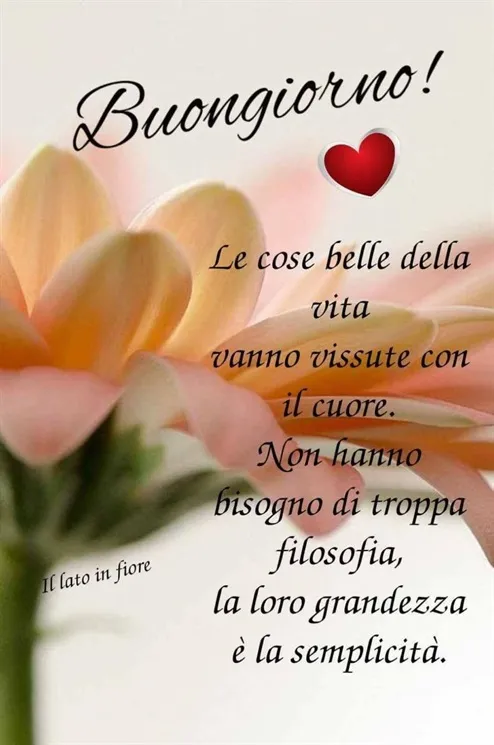 Buongiorno!
Le cose belle della
vita
vanno vissute con
il cuore.
Non hanno
bisogno di troppa
filosofia,
la loro grandezza
è la semplicità.
Il lato in fiore